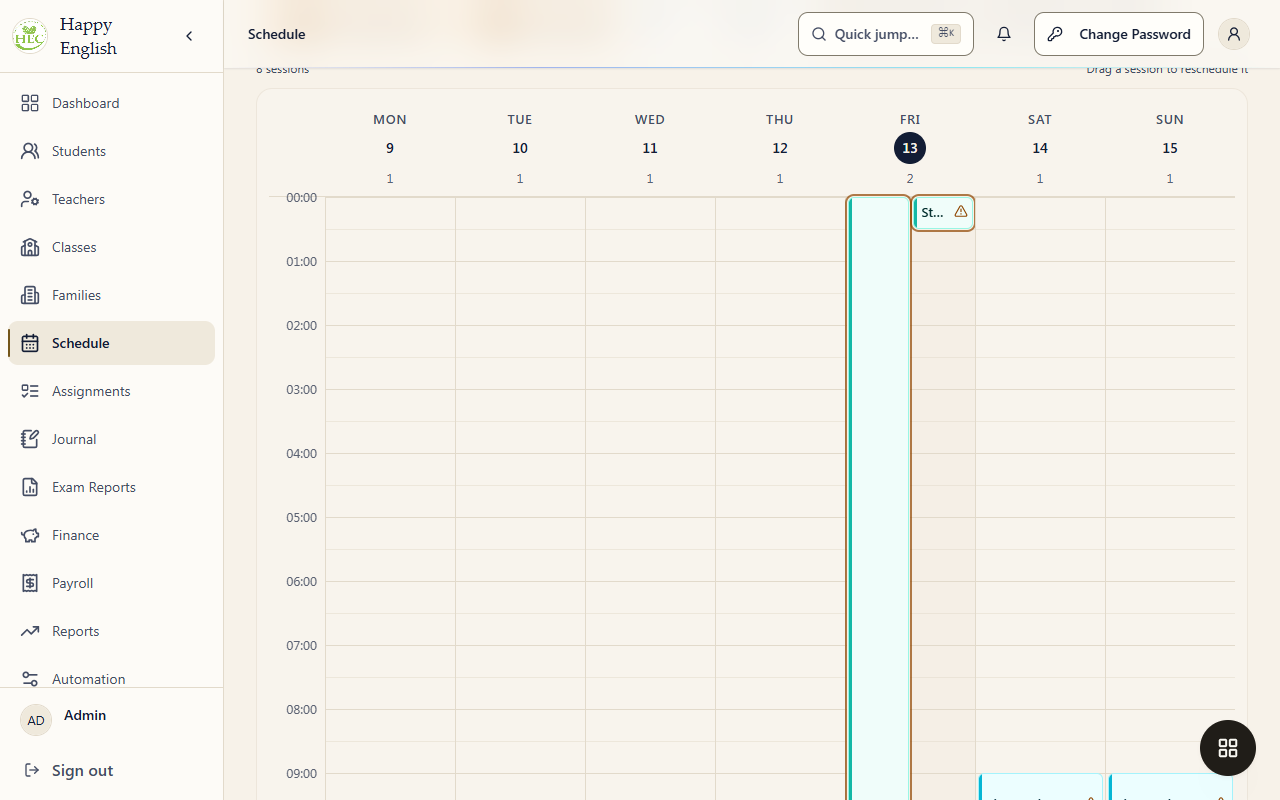 HEC
Happy
English
Schedule
Quick jump...
⌘K
Change Password
Dashboard
Students
Teachers
Classes
Families
Schedule
Assignments
Journal
Exam Reports
Finance
Payroll
Reports
Automation
AD
Admin
Sign out
sessions
Drag a session to reschedule it
MON TUE WED THU FRI SAT SUN
9 10 11 12 13 14 15
1 1 1 1 2 1 1
00:00
St...
01:00
02:00
03:00
04:00
05:00
06:00
07:00
08:00
09:00